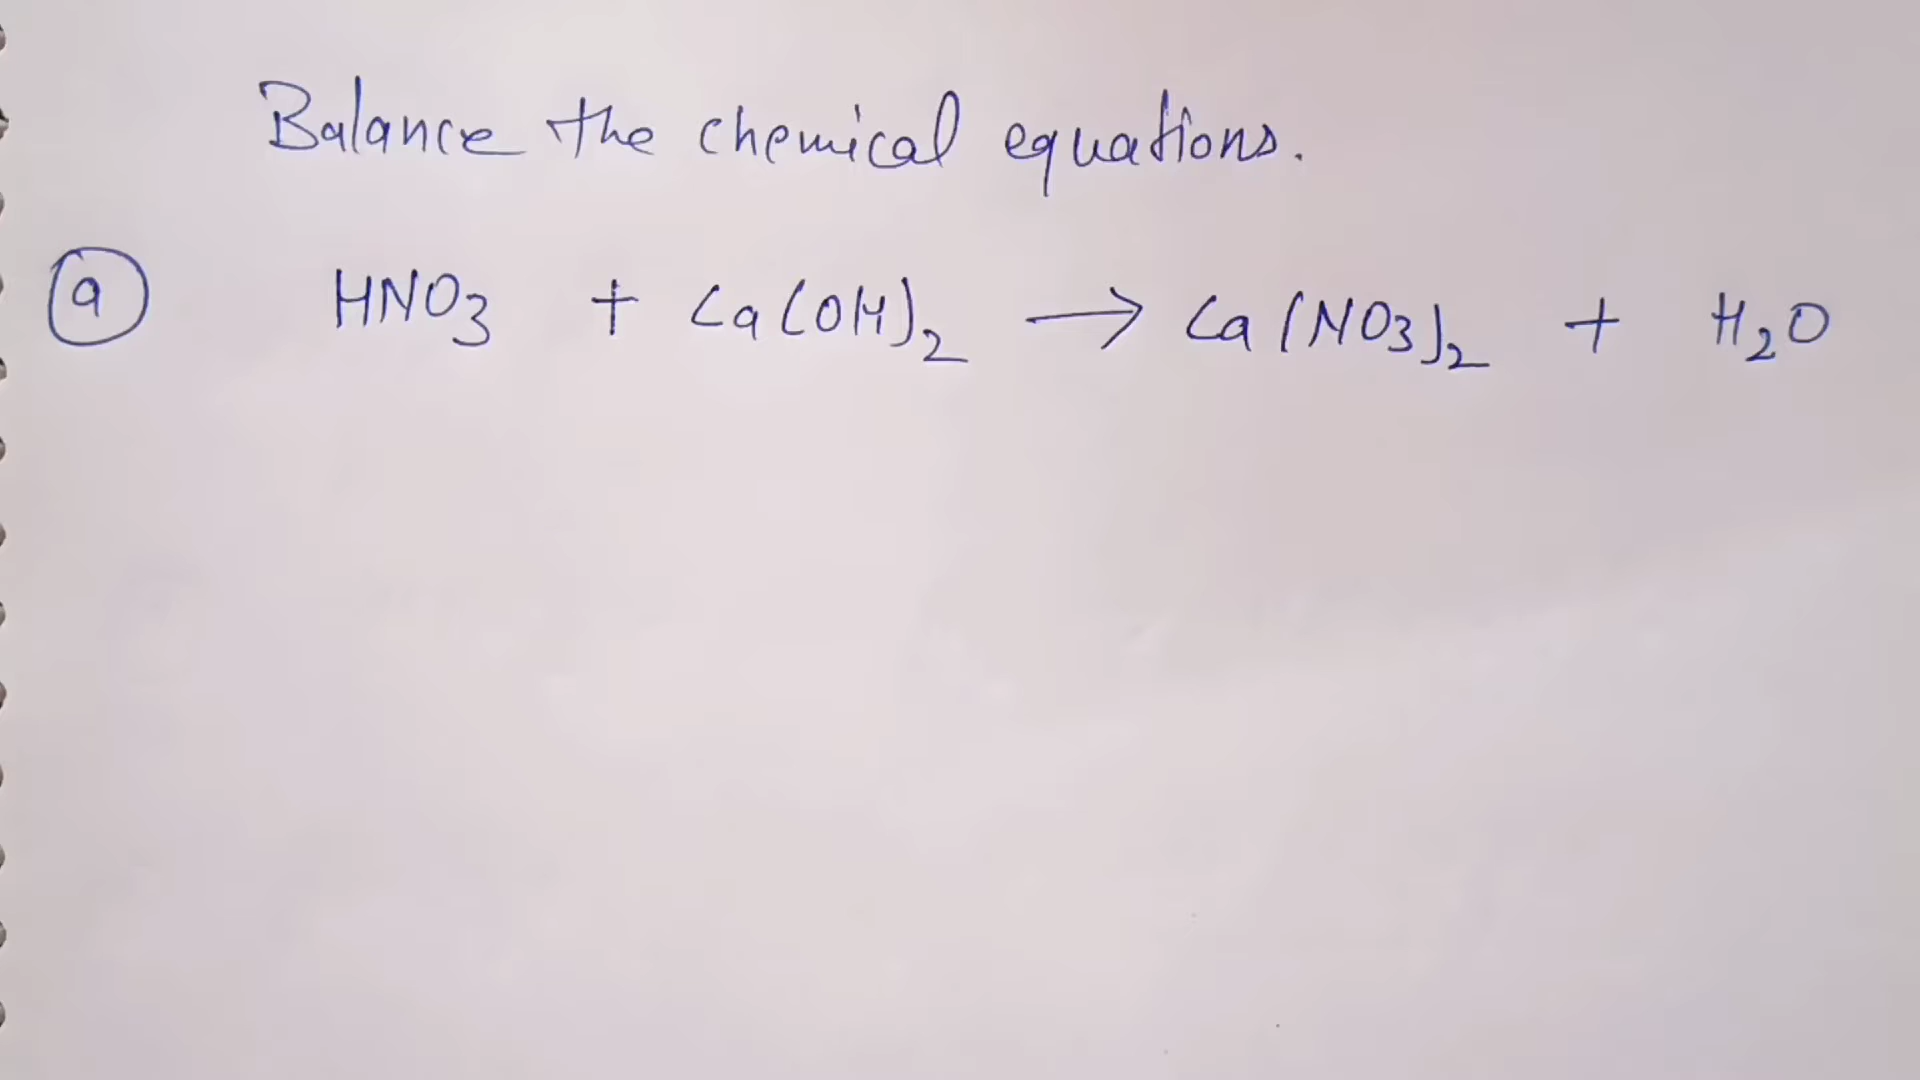 Balance the chemical equations.
(a) HNO3 + Ca(OH)2 → Ca(NO3)2 + H2O